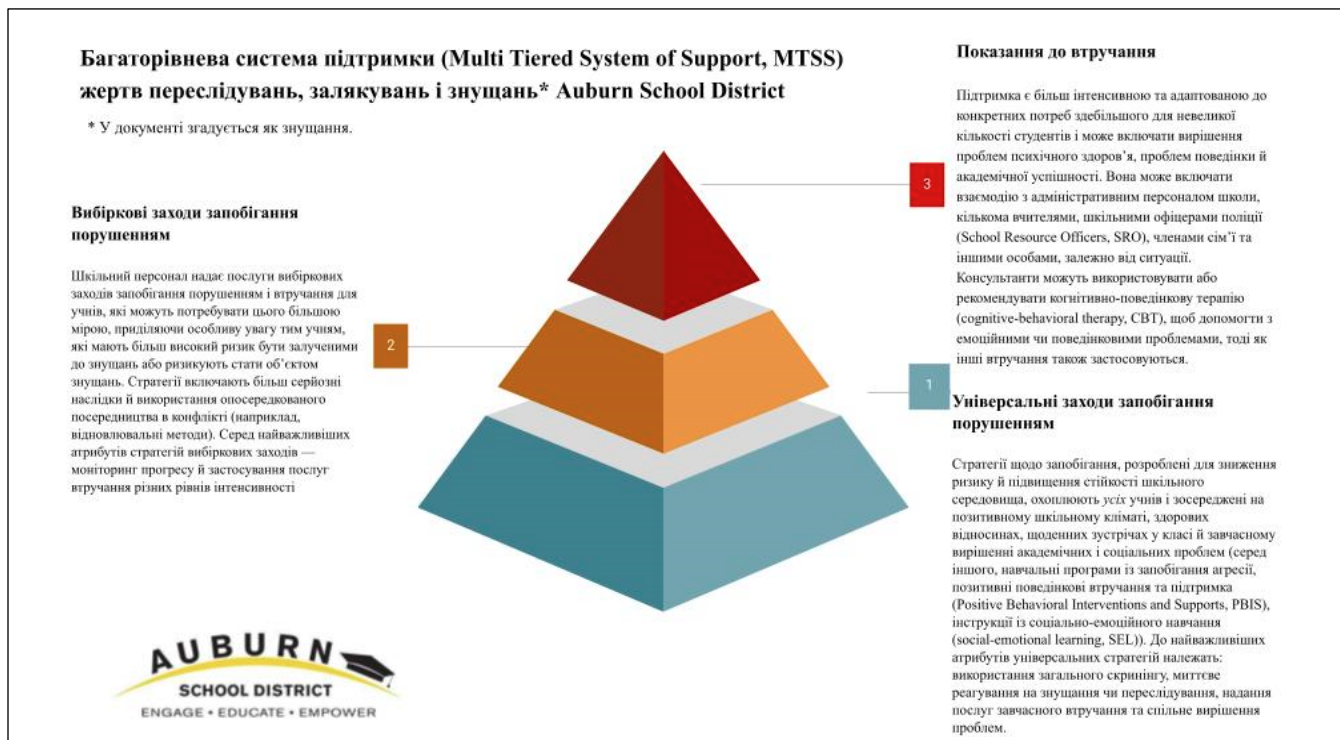 Багаторівнева система підтримки (Multi Tiered System of Support, MTSS)
жертв переслідувань, залякувань і знущань* Auburn School District
* У документі згадується як знущання.
Вибіркові заходи запобігання
порушенням
Шкільний персонал надає послуги вибіркових
заходів запобігання порушенням і втручання для
учнів, які можуть потребувати цього більшою
мірою, приділяючи особливу увагу тим учням,
які мають більш високий ризик бути залученими
до знущань або ризикують стати об’єктом
знущань. Стратегії включають більш серйозні
наслідки й використання опосередкованого
посередництва в конфлікті (наприклад,
відновлювальні методи). Серед найважливіших
атрибутів стратегій вибіркових заходів —
моніторинг прогресу й застосування послуг
втручання різних рівнів інтенсивності
2
3
1
Показання до втручання
Підтримка є більш інтенсивною та адаптованою до
конкретних потреб здебільшого для невеликої
кількості студентів і може включати вирішення
проблем психічного здоров’я, проблем поведінки й
академічної успішності. Вона може включати
взаємодію з адміністративним персоналом школи,
кількома вчителями, шкільними офіцерами поліції
(School Resource Officers, SRO), членами сім’ї та
іншими особами, залежно від ситуації.
Консультанти можуть використовувати або
рекомендувати когнітивно-поведінкову терапію
(cognitive-behavioral therapy, CBT), щоб допомогти з
емоційними чи поведінковими проблемами, тоді як
інші втручання також застосовуються.
Універсальні заходи запобігання
порушенням
Стратегії щодо запобігання, розроблені для зниження
ризику й підвищення стійкості шкільного
середовища, охоплюють усіх учнів і зосереджені на
позитивному шкільному кліматі, здорових
відносинах, щоденних зустрічах у класі й завчасному
вирішенні академічних і соціальних проблем (серед
іншого, навчальні програми із запобігання агресії,
позитивні поведінкові втручання та підтримка
(Positive Behavioral Interventions and Supports, PBIS),
інструкції із соціально-емоційного навчання
(social-emotional learning, SEL)). До найважливіших
атрибутів універсальних стратегій належать:
використання загального скринінгу, миттєве
реагування на знущання чи переслідування, надання
послуг завчасного втручання та спільне вирішення
проблем.
AUBURN
SCHOOL DISTRICT
ENGAGE • EDUCATE • EMPOWER